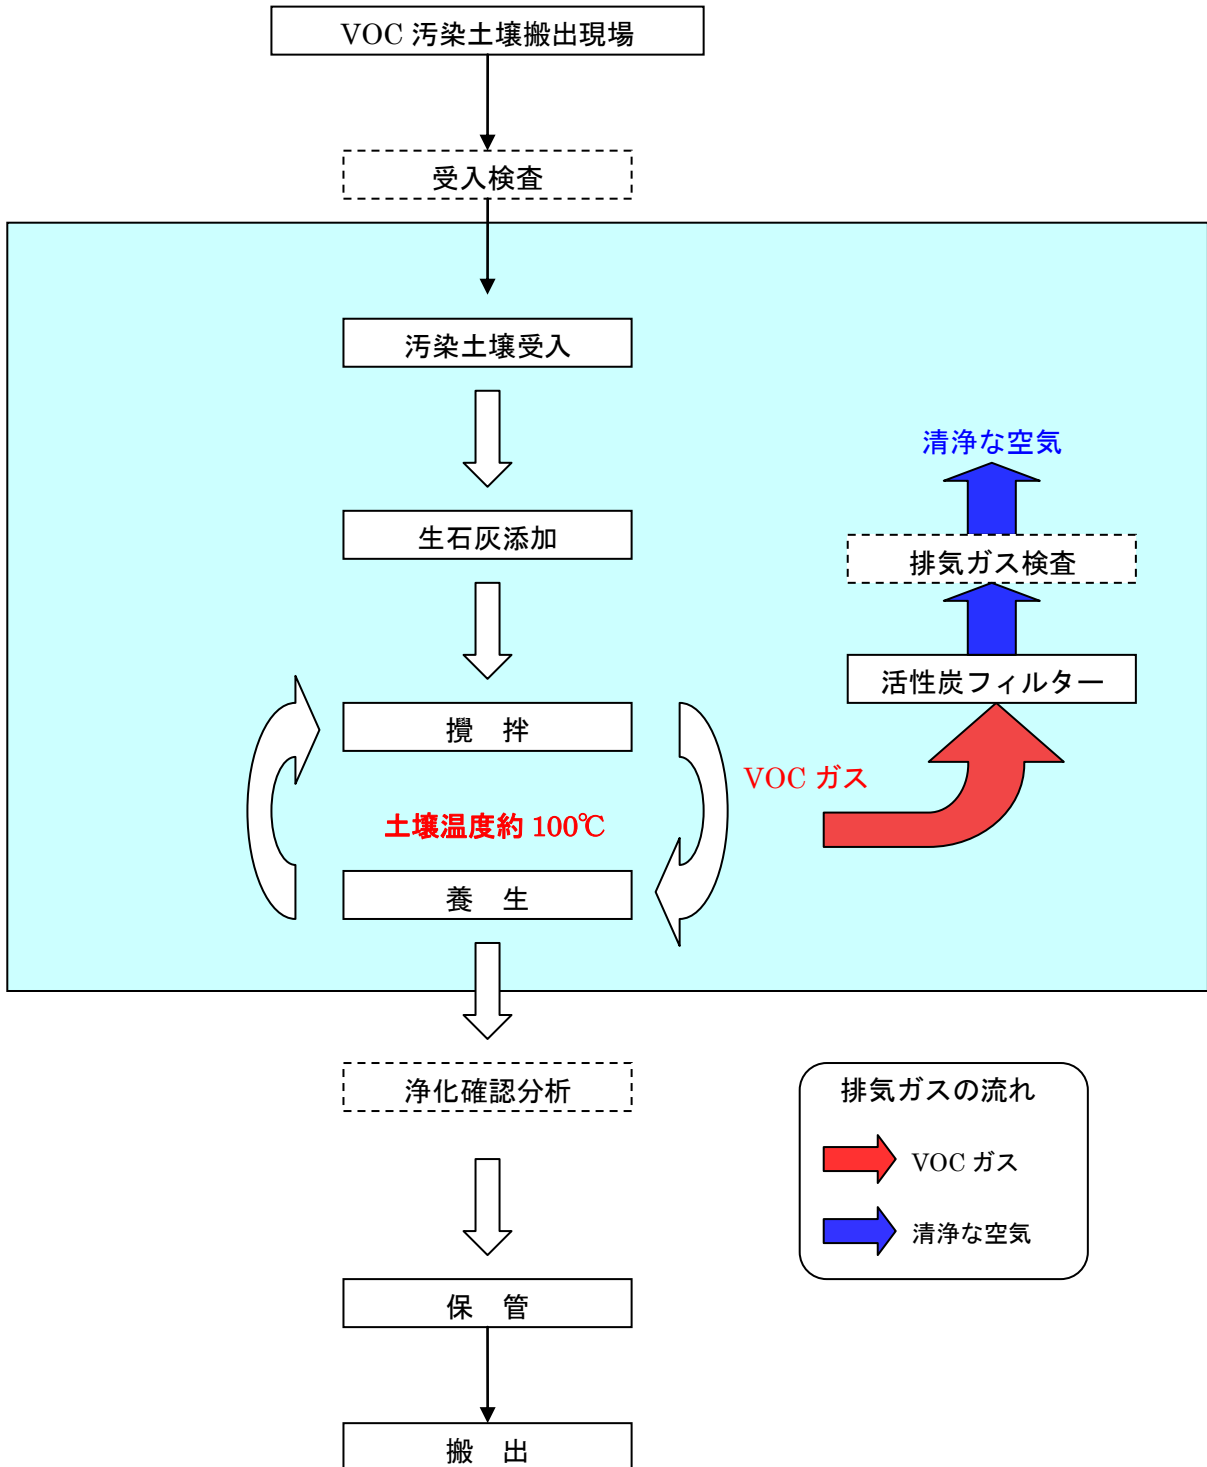 VOC 汚染土壌搬出現場
受入検査
汚染土壌受入
生石灰添加
攪　拌
土壌温度約 100℃
養　生
VOC ガス
清浄な空気
排気ガス検査
活性炭フィルター
浄化確認分析
保　管
搬　出
排気ガスの流れ
VOC ガス
清浄な空気